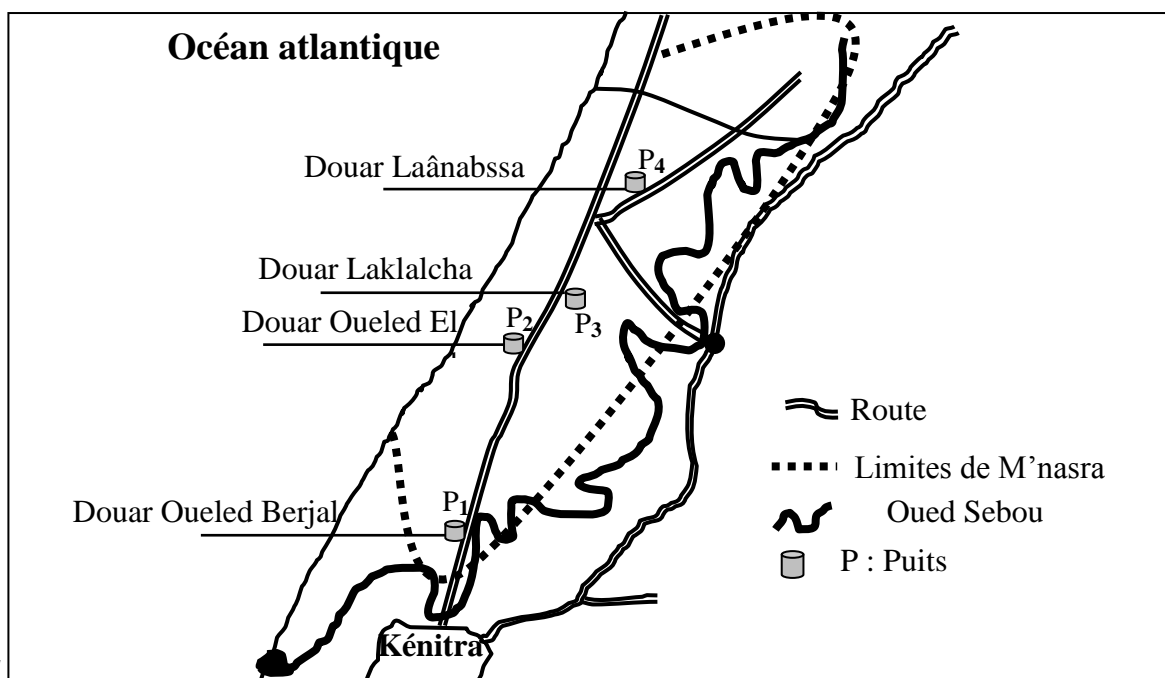 Océan atlantique
Douar Laânabssa
P4
Douar Laklalcha
Douar Oueled El
P2
P3
Route
Limites de M'nasra
P1
Douar Oueled Berjal
Oued Sebou
P : Puits
Kénitra